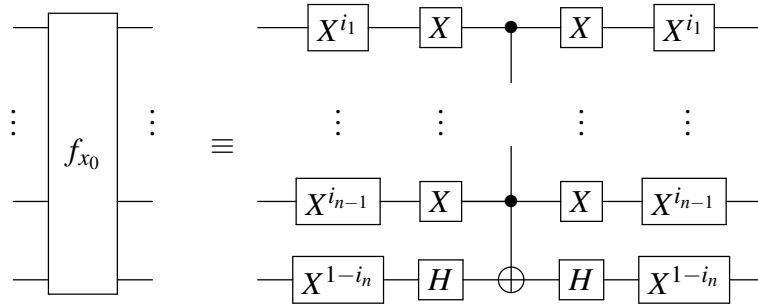 X^{i_1} X X X^{i_1}
⋮ ⋮ ⋮ ⋮ ⋮ ⋮
f_{x_0} ≡
X^{i_{n-1}} X X X^{i_{n-1}}
X^{1-i_n} H H X^{1-i_n}